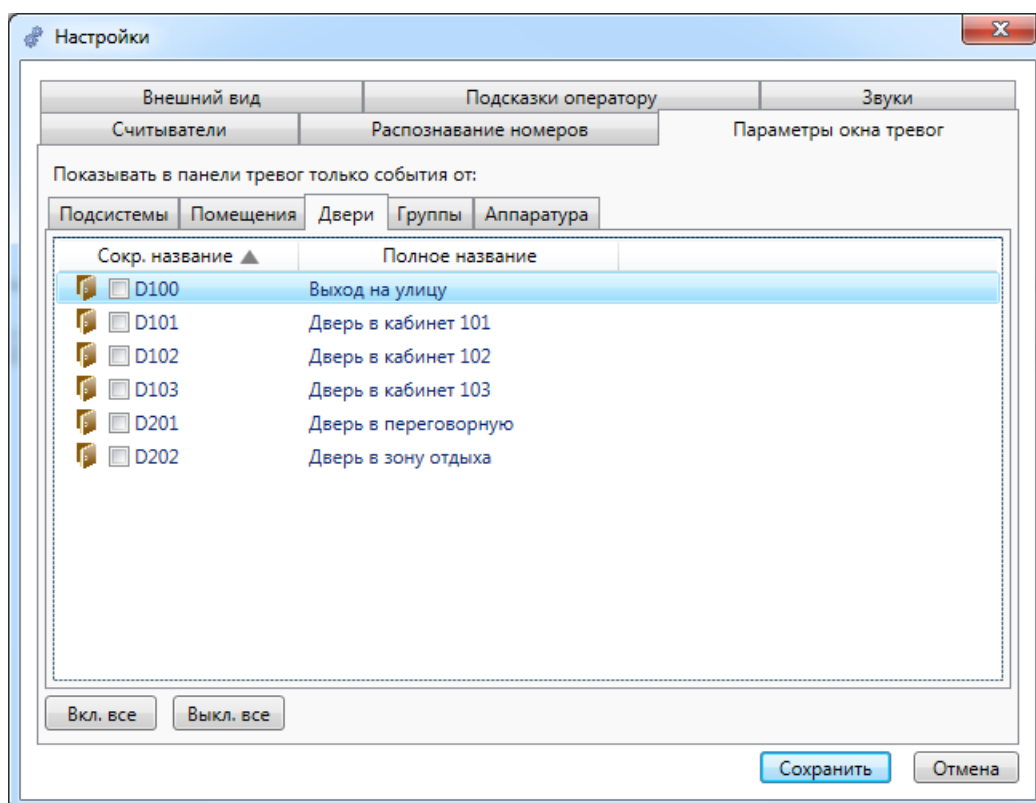 Настройки
Внешний вид Подсказки оператору Звуки
Считыватели Распознавание номеров Параметры окна тревог
Показывать в панели тревог только события от:
Подсистемы Помещения Двери Группы Аппаратура
Сокр. название Полное название
D100 Выход на улицу
D101 Дверь в кабинет 101
D102 Дверь в кабинет 102
D103 Дверь в кабинет 103
D201 Дверь в переговорную
D202 Дверь в зону отдыха
Вкл. все Выкл. все
Сохранить Отмена